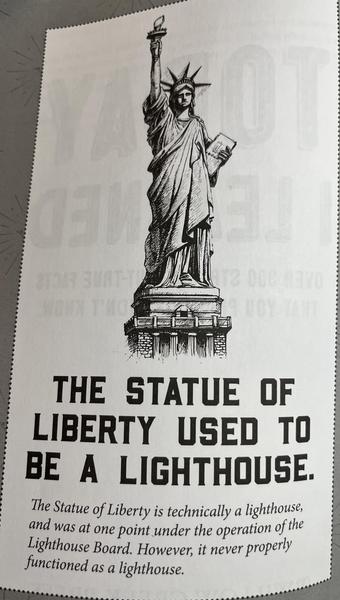 THE STATUE OF
LIBERTY USED TO
BE A LIGHTHOUSE.
The Statue of Liberty is technically a lighthouse,
and was at one point under the operation of the
Lighthouse Board. However, it never properly
functioned as a lighthouse.